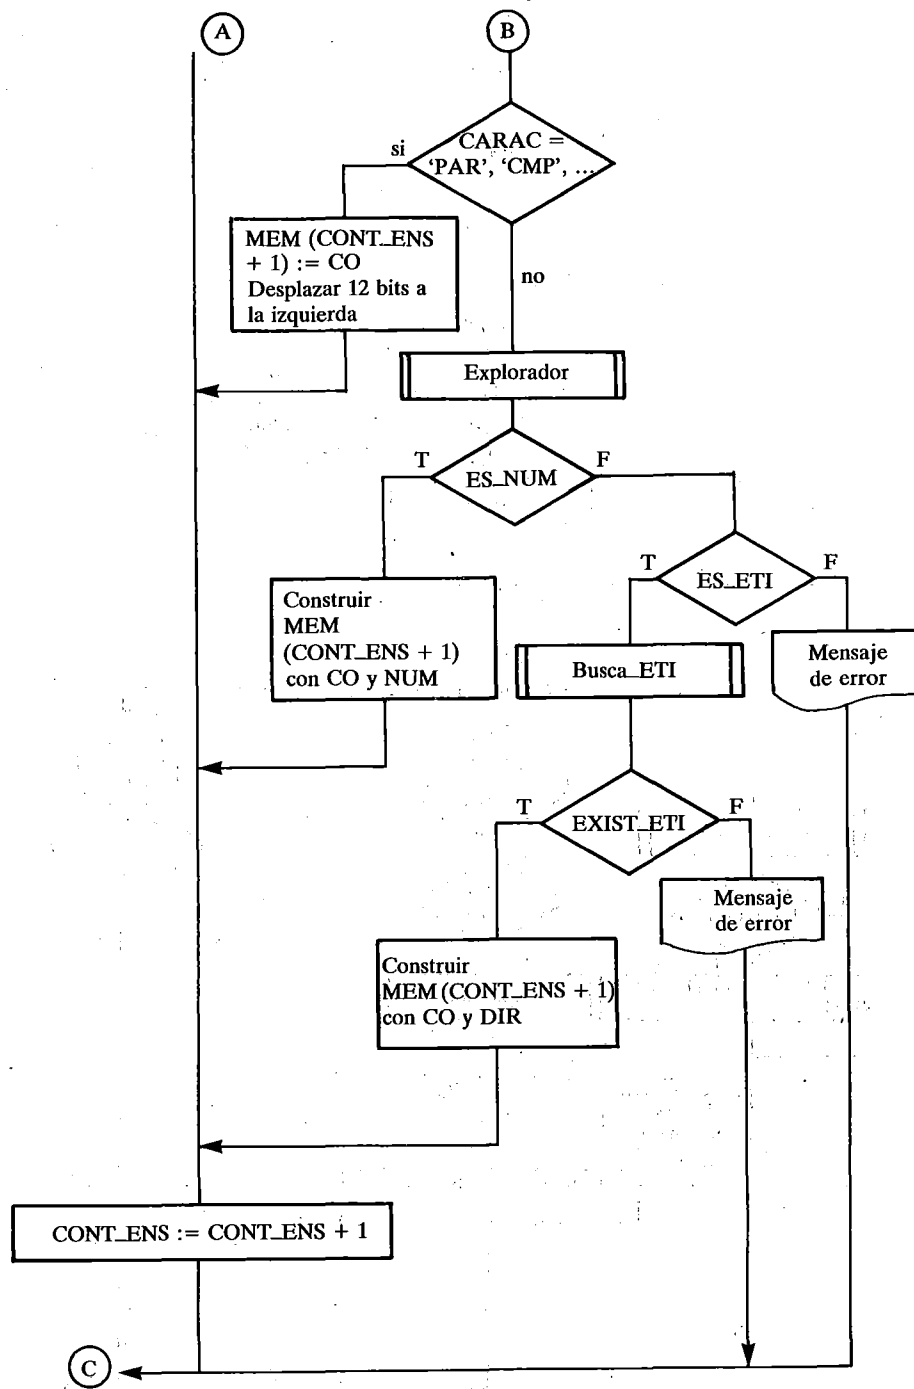 A
B
CARAC =
'PAR', 'CMP', ...
si
MEM (CONT_ENS
+ 1) := CO
Desplazar 12 bits a
la izquierda
no
Explorador
T
F
ES_NUM
T
F
ES_ETI
Construir
MEM
(CONT_ENS + 1)
con CO y NUM
Busca_ETI
Mensaje
de error
T
F
EXIST_ETI
Mensaje
de error
Construir
MEM (CONT_ENS + 1)
con CO y DIR
CONT_ENS := CONT_ENS + 1
C